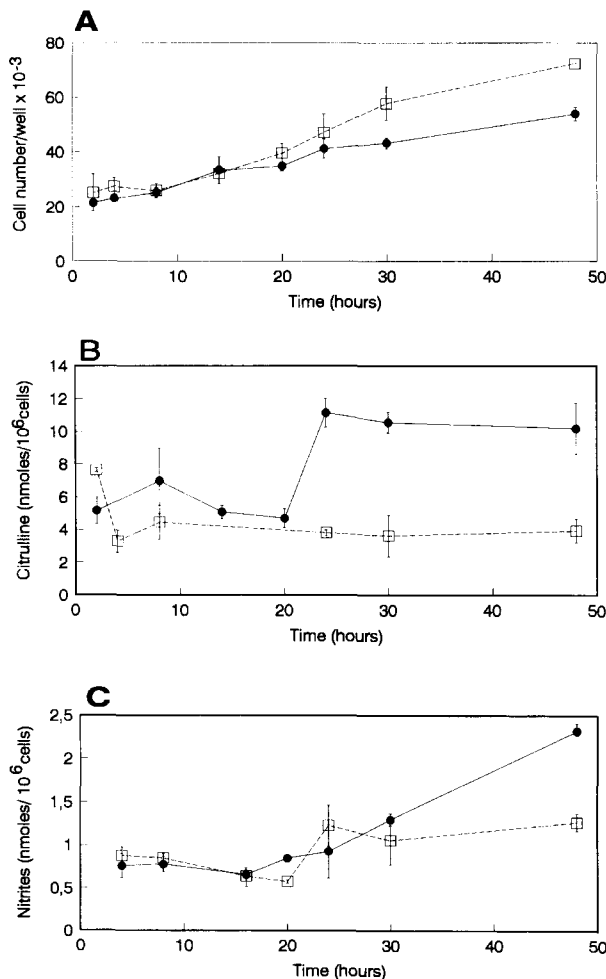 A
Cell number/well x 10-3
80
60
40
20
0
0 10 20 30 40 50
Time (hours)
B
Citrulline (nmoles/10⁶cells)
14
12
10
8
6
4
2
0
0 10 20 30 40 50
Time (hours)
C
Nitrites (nmoles/ 10⁶cells)
2,5
2
1,5
1
0,5
0
0 10 20 30 40 50
Time (hours)